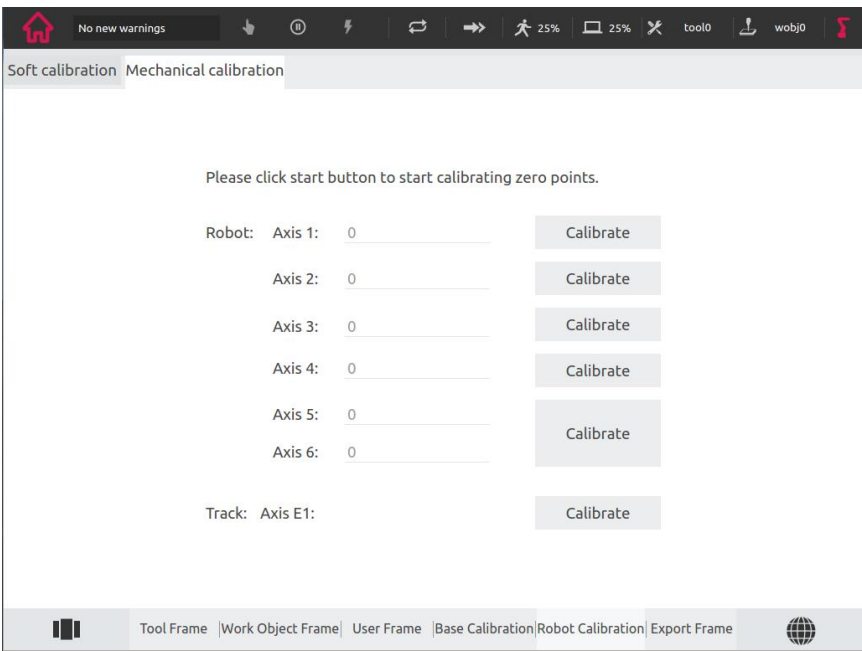 No new warnings 25% 25% tool0 wobj0
Soft calibration Mechanical calibration
Please click start button to start calibrating zero points.
Robot: Axis 1: 0 Calibrate
Axis 2: 0 Calibrate
Axis 3: 0 Calibrate
Axis 4: 0 Calibrate
Axis 5: 0
Calibrate
Axis 6: 0
Track: Axis E1: Calibrate
Tool Frame Work Object Frame User Frame Base Calibration Robot Calibration Export Frame